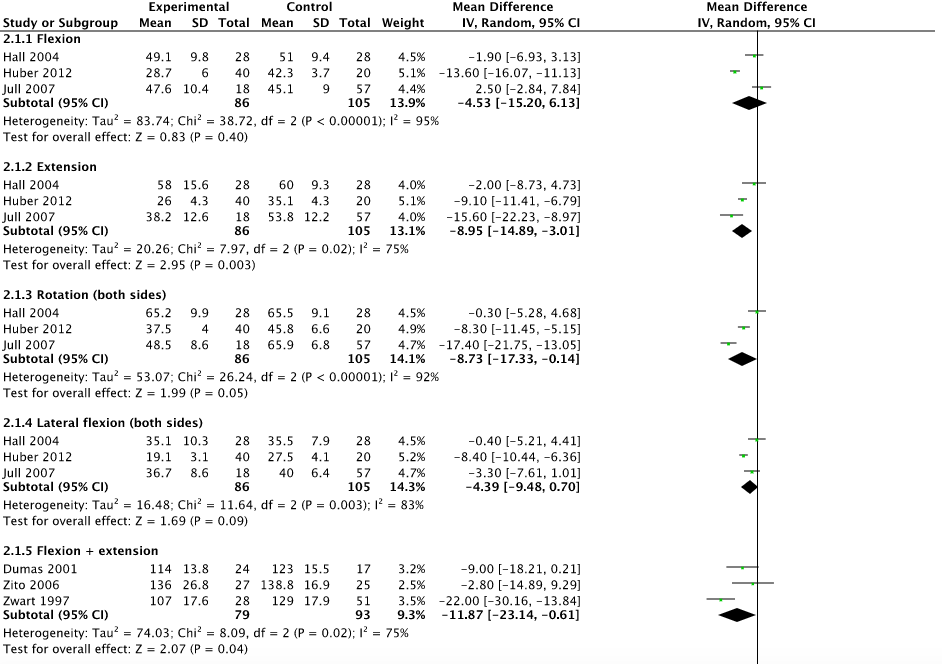 Experimental Control Mean Difference Mean Difference
Study or Subgroup Mean SD Total Mean SD Total Weight IV, Random, 95% CI IV, Random, 95% CI
2.1.1 Flexion
Hall 2004 49.1 9.8 28 51 9.4 28 4.5% −1.90 [−6.93, 3.13]
Huber 2012 28.7 6 40 42.3 3.7 20 5.1% −13.60 [−16.07, −11.13]
Jull 2007 47.6 10.4 18 45.1 9 57 4.4% 2.50 [−2.84, 7.84]
Subtotal (95% CI) 86 105 13.9% −4.53 [−15.20, 6.13]
Heterogeneity: Tau² = 83.74; Chi² = 38.72, df = 2 (P < 0.00001); I² = 95%
Test for overall effect: Z = 0.83 (P = 0.40)
2.1.2 Extension
Hall 2004 58 15.6 28 60 9.3 28 4.0% −2.00 [−8.73, 4.73]
Huber 2012 26 4.3 40 35.1 4.3 20 5.1% −9.10 [−11.41, −6.79]
Jull 2007 38.2 12.6 18 53.8 12.2 57 4.0% −15.60 [−22.23, −8.97]
Subtotal (95% CI) 86 105 13.1% −8.95 [−14.89, −3.01]
Heterogeneity: Tau² = 20.26; Chi² = 7.97, df = 2 (P = 0.02); I² = 75%
Test for overall effect: Z = 2.95 (P = 0.003)
2.1.3 Rotation (both sides)
Hall 2004 65.2 9.9 28 65.5 9.1 28 4.5% −0.30 [−5.28, 4.68]
Huber 2012 37.5 4 40 45.8 6.6 20 4.9% −8.30 [−11.45, −5.15]
Jull 2007 48.5 8.6 18 65.9 6.8 57 4.7% −17.40 [−21.75, −13.05]
Subtotal (95% CI) 86 105 14.1% −8.73 [−17.33, −0.14]
Heterogeneity: Tau² = 53.07; Chi² = 26.24, df = 2 (P < 0.00001); I² = 92%
Test for overall effect: Z = 1.99 (P = 0.05)
2.1.4 Lateral flexion (both sides)
Hall 2004 35.1 10.3 28 35.5 7.9 28 4.5% −0.40 [−5.21, 4.41]
Huber 2012 19.1 3.1 40 27.5 4.1 20 5.2% −8.40 [−10.44, −6.36]
Jull 2007 36.7 8.6 18 40 6.4 57 4.7% −3.30 [−7.61, 1.01]
Subtotal (95% CI) 86 105 14.3% −4.39 [−9.48, 0.70]
Heterogeneity: Tau² = 16.48; Chi² = 11.64, df = 2 (P = 0.003); I² = 83%
Test for overall effect: Z = 1.69 (P = 0.09)
2.1.5 Flexion + extension
Dumas 2001 114 13.8 24 123 15.5 17 3.2% −9.00 [−18.21, 0.21]
Zito 2006 136 26.8 27 138.8 16.9 25 2.5% −2.80 [−14.89, 9.29]
Zwart 1997 107 17.6 28 129 17.9 51 3.5% −22.00 [−30.16, −13.84]
Subtotal (95% CI) 79 93 9.3% −11.87 [−23.14, −0.61]
Heterogeneity: Tau² = 74.03; Chi² = 8.09, df = 2 (P = 0.02); I² = 75%
Test for overall effect: Z = 2.07 (P = 0.04)